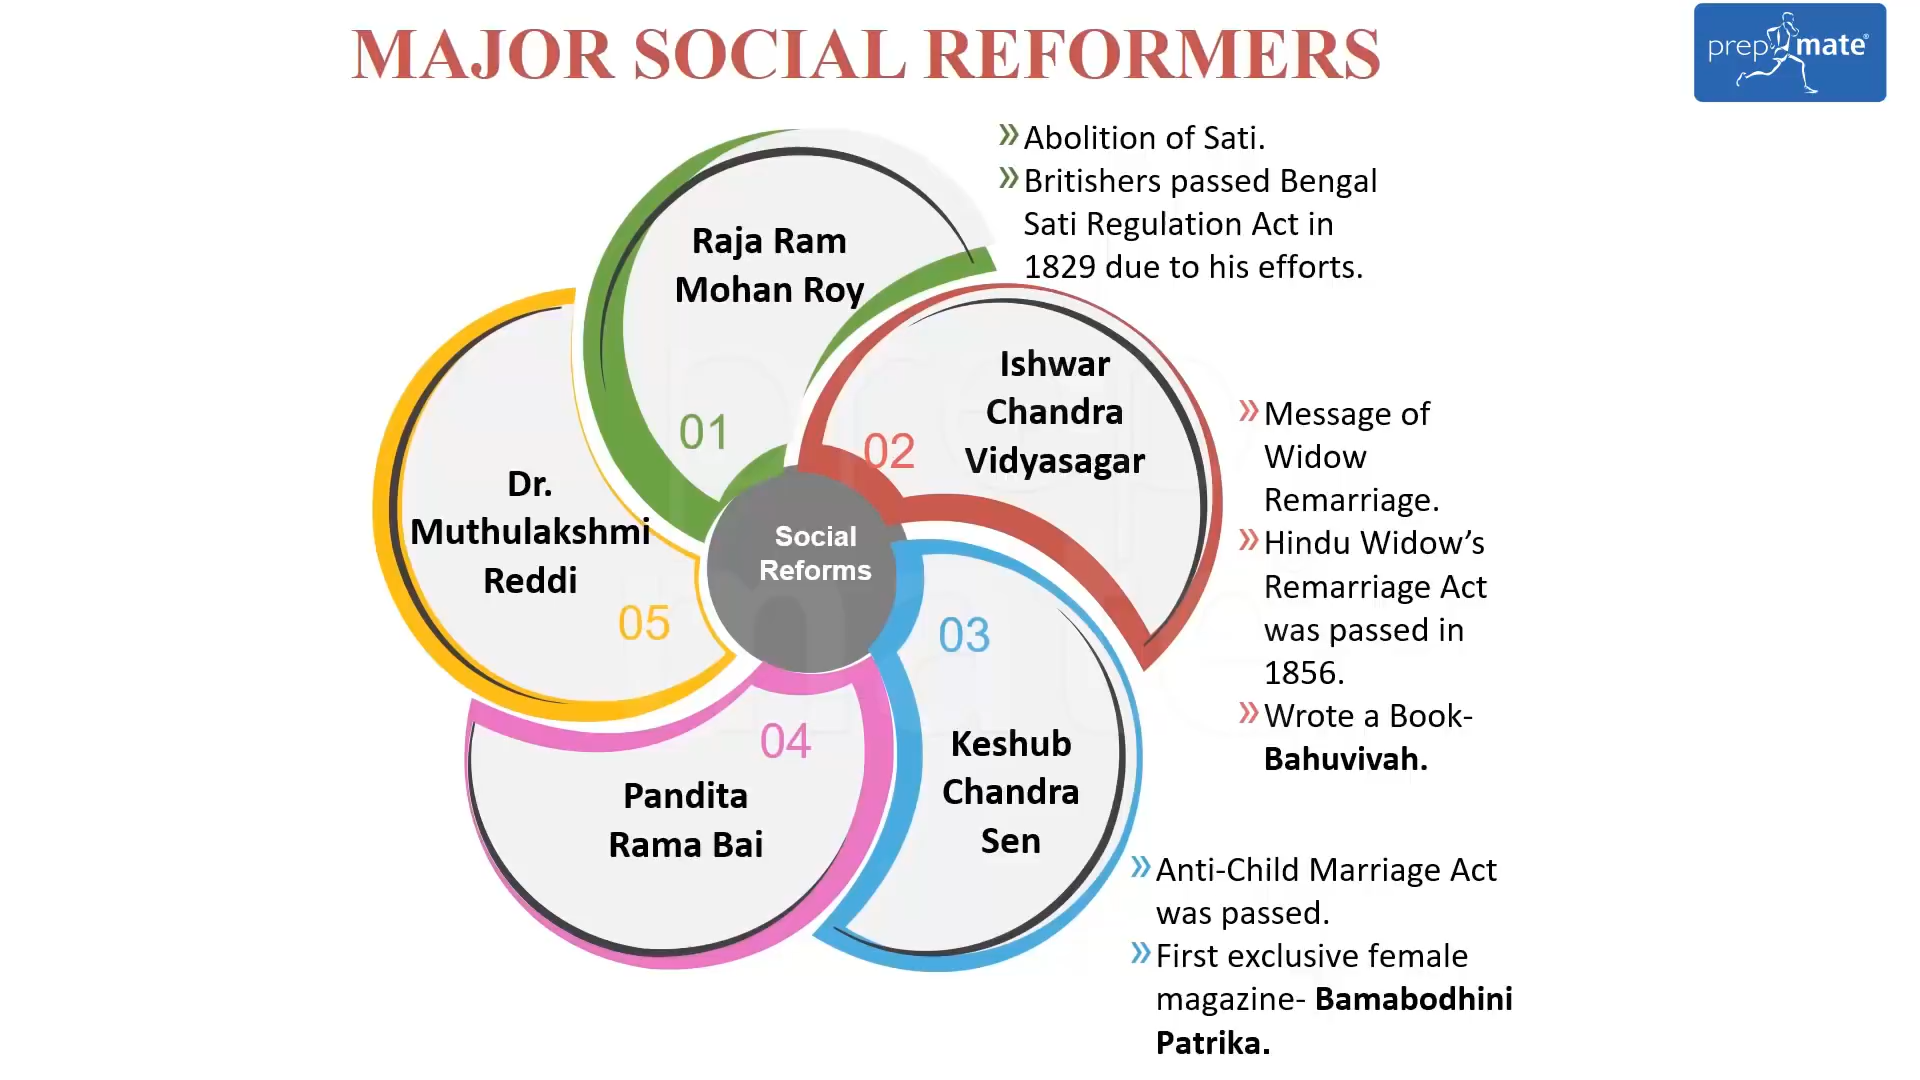 MAJOR SOCIAL REFORMERS
prep mate®
» Abolition of Sati.
» Britishers passed Bengal
Sati Regulation Act in
1829 due to his efforts.
Raja Ram
Mohan Roy
01
Ishwar
Chandra
Vidyasagar
02
» Message of
Widow
Remarriage.
» Hindu Widow’s
Remarriage Act
was passed in
1856.
» Wrote a Book-
Bahuvivah.
Social
Reforms
03
Keshub
Chandra
Sen
» Anti-Child Marriage Act
was passed.
» First exclusive female
magazine- Bamabodhini
Patrika.
04
Pandita
Rama Bai
Dr.
Muthulakshmi
Reddi
05